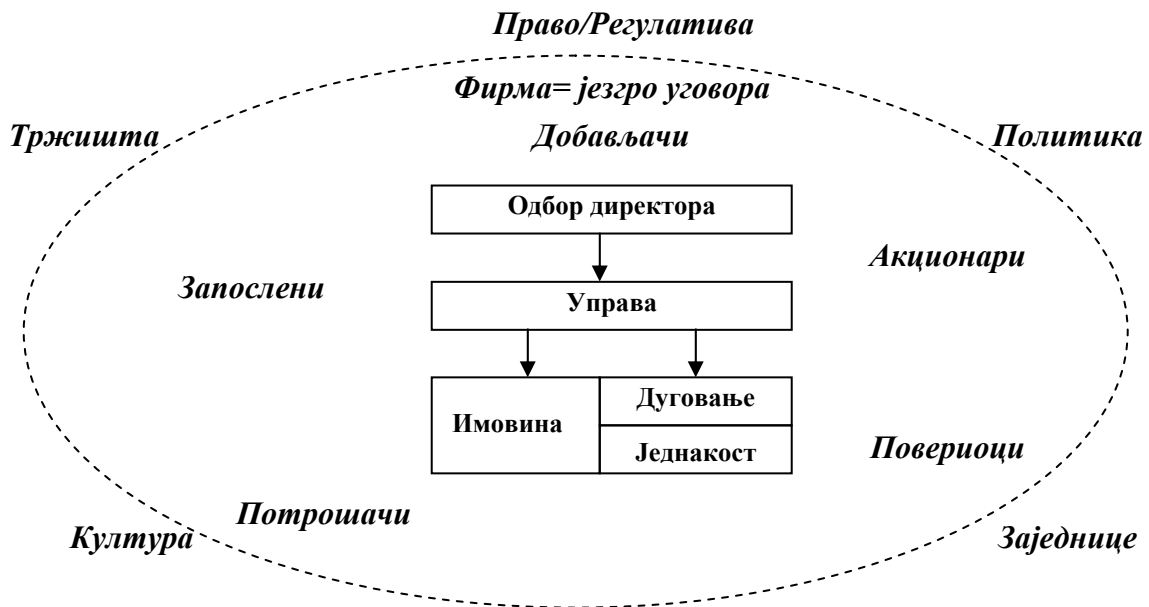 Право/Регулатива
Фирма= језгро уговора
Тржишта
Добављачи
Политика
Одбор директора
Акционари
Запослени
Управа
Имовина
Дуговање
Једнакост
Повериоци
Потрошачи
Култура
Заједнице